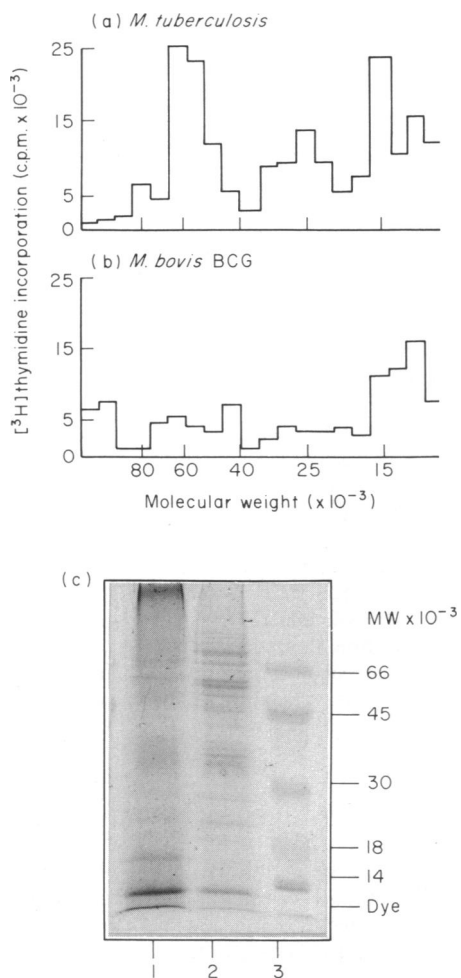 (a) M. tuberculosis
[³H]thymidine incorporation (c.p.m. x 10⁻³)
25
15
5
0
(b) M. bovis BCG
25
15
5
0
80 60 40 25 15
Molecular weight (x10⁻³)
(c)
MW x 10⁻³
66
45
30
18
14
Dye
1 2 3